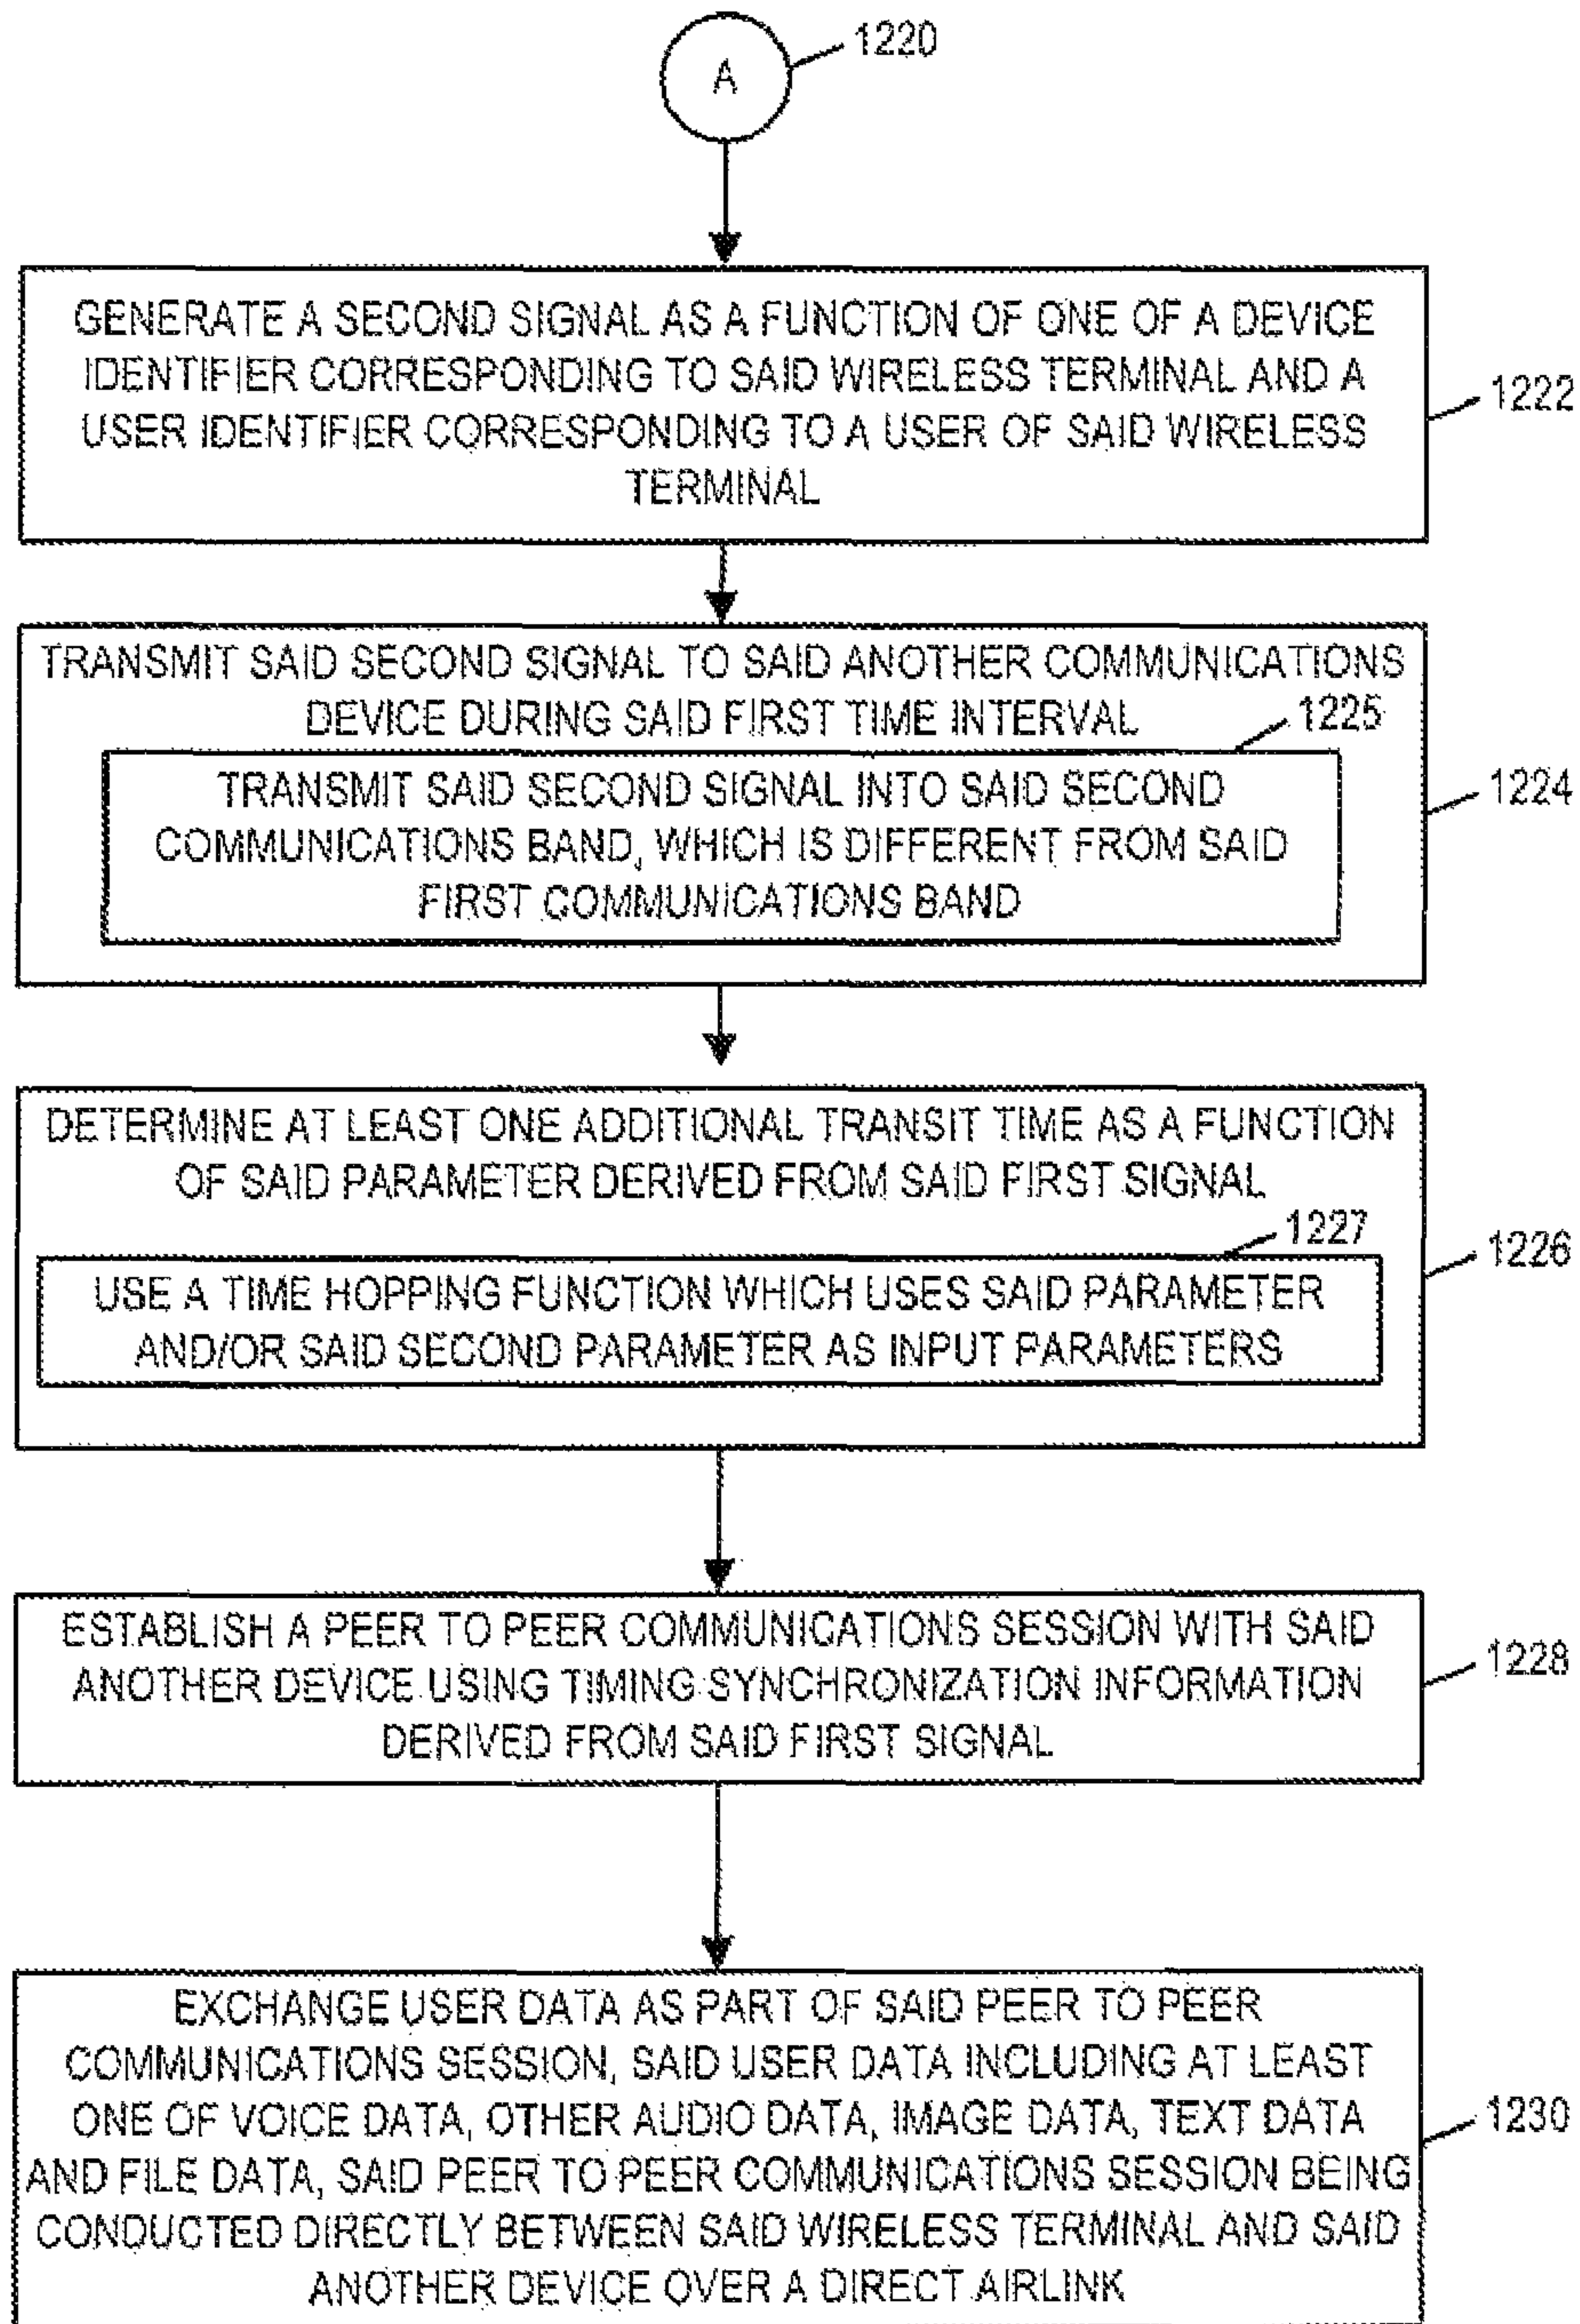 1220
A
GENERATE A SECOND SIGNAL AS A FUNCTION OF ONE OF A DEVICE
IDENTIFIER CORRESPONDING TO SAID WIRELESS TERMINAL AND A
USER IDENTIFIER CORRESPONDING TO A USER OF SAID WIRELESS
TERMINAL
1222
TRANSMIT SAID SECOND SIGNAL TO SAID ANOTHER COMMUNICATIONS
DEVICE DURING SAID FIRST TIME INTERVAL
1225
TRANSMIT SAID SECOND SIGNAL INTO SAID SECOND
COMMUNICATIONS BAND, WHICH IS DIFFERENT FROM SAID
FIRST COMMUNICATIONS BAND
1224
DETERMINE AT LEAST ONE ADDITIONAL TRANSIT TIME AS A FUNCTION
OF SAID PARAMETER DERIVED FROM SAID FIRST SIGNAL
1227
USE A TIME HOPPING FUNCTION WHICH USES SAID PARAMETER
AND/OR SAID SECOND PARAMETER AS INPUT PARAMETERS
1226
ESTABLISH A PEER TO PEER COMMUNICATIONS SESSION WITH SAID
ANOTHER DEVICE USING TIMING SYNCHRONIZATION INFORMATION
DERIVED FROM SAID FIRST SIGNAL
1228
EXCHANGE USER DATA AS PART OF SAID PEER TO PEER
COMMUNICATIONS SESSION, SAID USER DATA INCLUDING AT LEAST
ONE OF VOICE DATA, OTHER AUDIO DATA, IMAGE DATA, TEXT DATA
AND FILE DATA, SAID PEER TO PEER COMMUNICATIONS SESSION BEING
CONDUCTED DIRECTLY BETWEEN SAID WIRELESS TERMINAL AND SAID
ANOTHER DEVICE OVER A DIRECT AIRLINK
1230